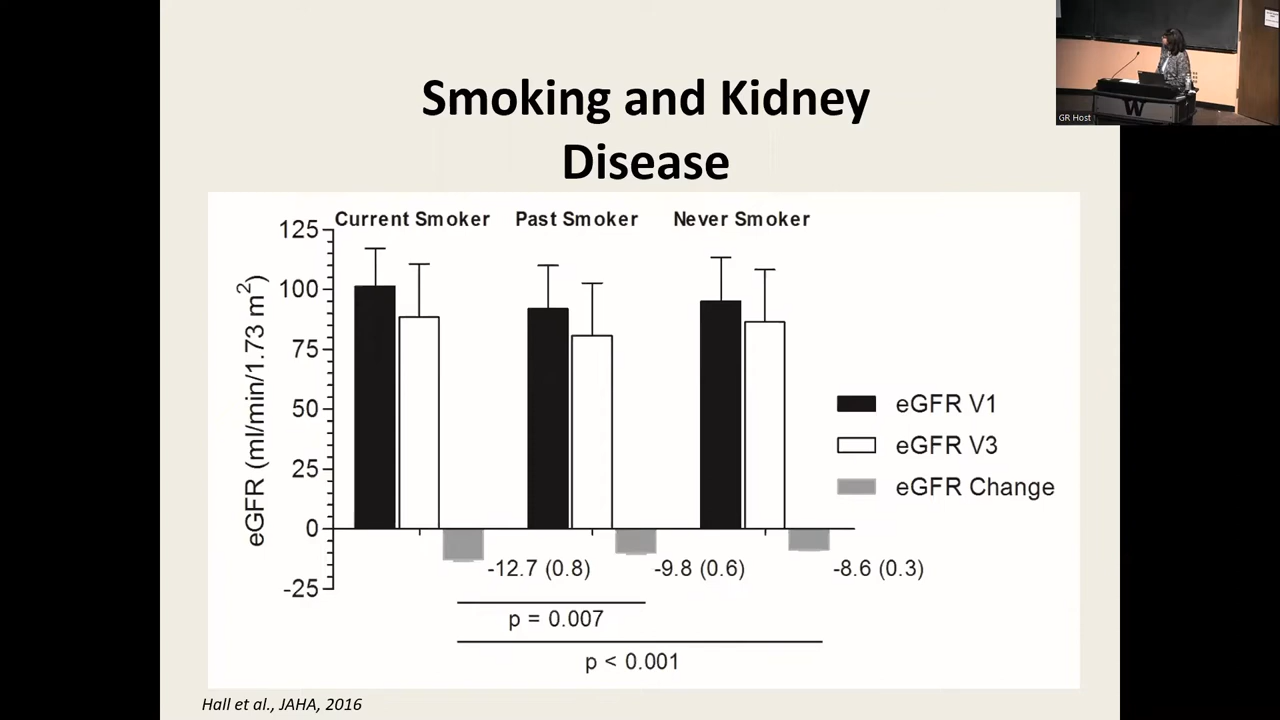 Smoking and Kidney
Disease
Current Smoker Past Smoker Never Smoker
125
100
75
50
25
0
-25
eGFR (ml/min/1.73 m2)
eGFR V1
eGFR V3
eGFR Change
-12.7 (0.8) -9.8 (0.6) -8.6 (0.3)
p = 0.007
p < 0.001
Hall et al., JAHA, 2016
W
GR Host